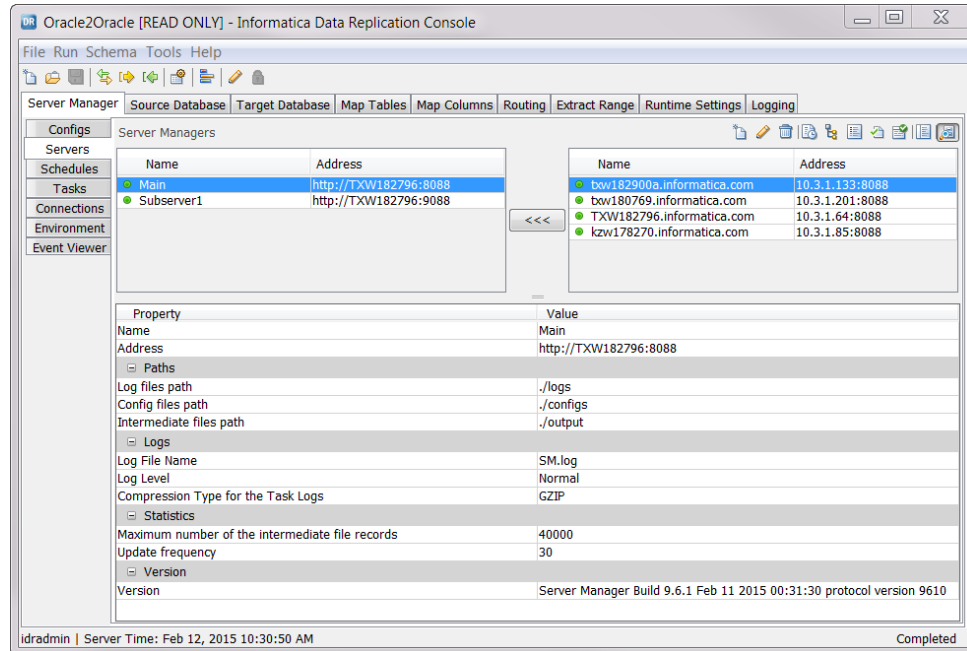 DR Oracle2Oracle [READ ONLY] - Informatica Data Replication Console
File Run Schema Tools Help
Server Manager Source Database Target Database Map Tables Map Columns Routing Extract Range Runtime Settings Logging
Configs
Servers
Schedules
Tasks
Connections
Environment
Event Viewer
Server Managers
Name Address
Main http://TXW182796:8088
Subserver1 http://TXW182796:9088
<<<
Name Address
txw182900a.informatica.com 10.3.1.133:8088
txw180769.informatica.com 10.3.1.201:8088
TXW182796.informatica.com 10.3.1.64:8088
kzw178270.informatica.com 10.3.1.85:8088
Property Value
Name Main
Address http://TXW182796:8088
Paths
Log files path ./logs
Config files path ./configs
Intermediate files path ./output
Logs
Log File Name SM.log
Log Level Normal
Compression Type for the Task Logs GZIP
Statistics
Maximum number of the intermediate file records 40000
Update frequency 30
Version
Version Server Manager Build 9.6.1 Feb 11 2015 00:31:30 protocol version 9610
idradmin | Server Time: Feb 12, 2015 10:30:50 AM Completed